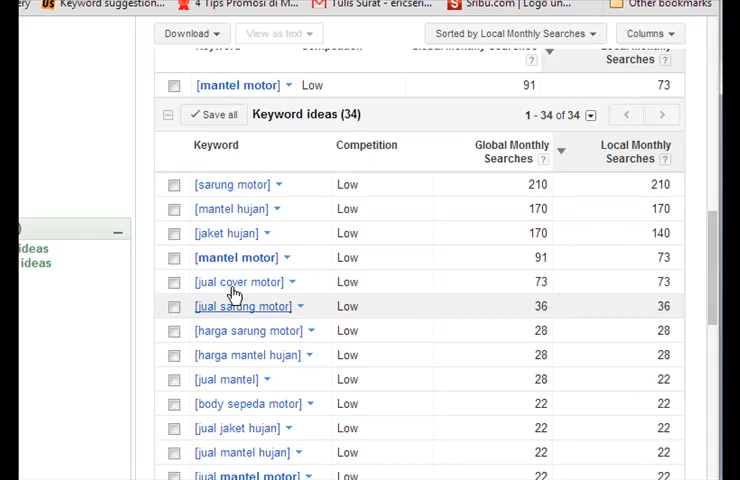 Keyword suggestion... 4 Tips Promosi di M... Tulis Surat - ericsen... Sribu.com | Logo un... Other bookmarks
Download View as text Sorted by Local Monthly Searches Columns
Searches ? Searches ?
[mantel motor] Low 91 73
Save all Keyword ideas (34) 1 - 34 of 34
Keyword Competition Global Monthly Searches ? Local Monthly Searches ?
[sarung motor] Low 210 210
[mantel hujan] Low 170 170
[jaket hujan] Low 170 140
[mantel motor] Low 91 73
[jual cover motor] Low 73 73
[jual sarung motor] Low 36 36
[harga sarung motor] Low 28 28
[harga mantel hujan] Low 28 28
[jual mantel] Low 28 22
[body sepeda motor] Low 22 22
[jual jaket hujan] Low 22 22
[jual mantel hujan] Low 22 22
[jual mantel motor] Low 22 22
ideas
ideas